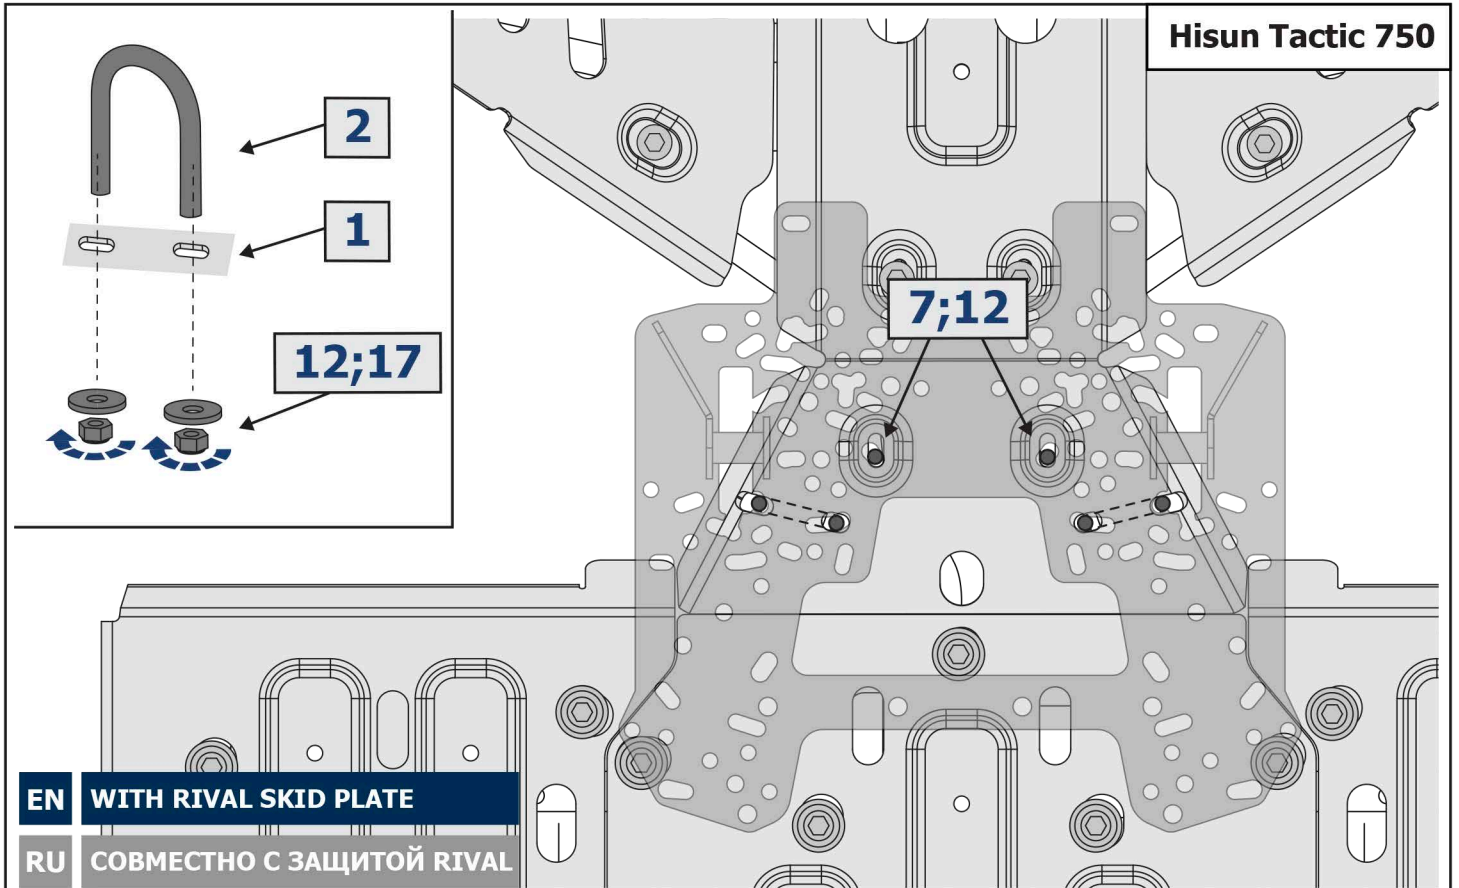 Hisun Tactic 750
2
1
12;17
7;12
EN WITH RIVAL SKID PLATE
RU СОВМЕСТНО С ЗАЩИТОЙ RIVAL